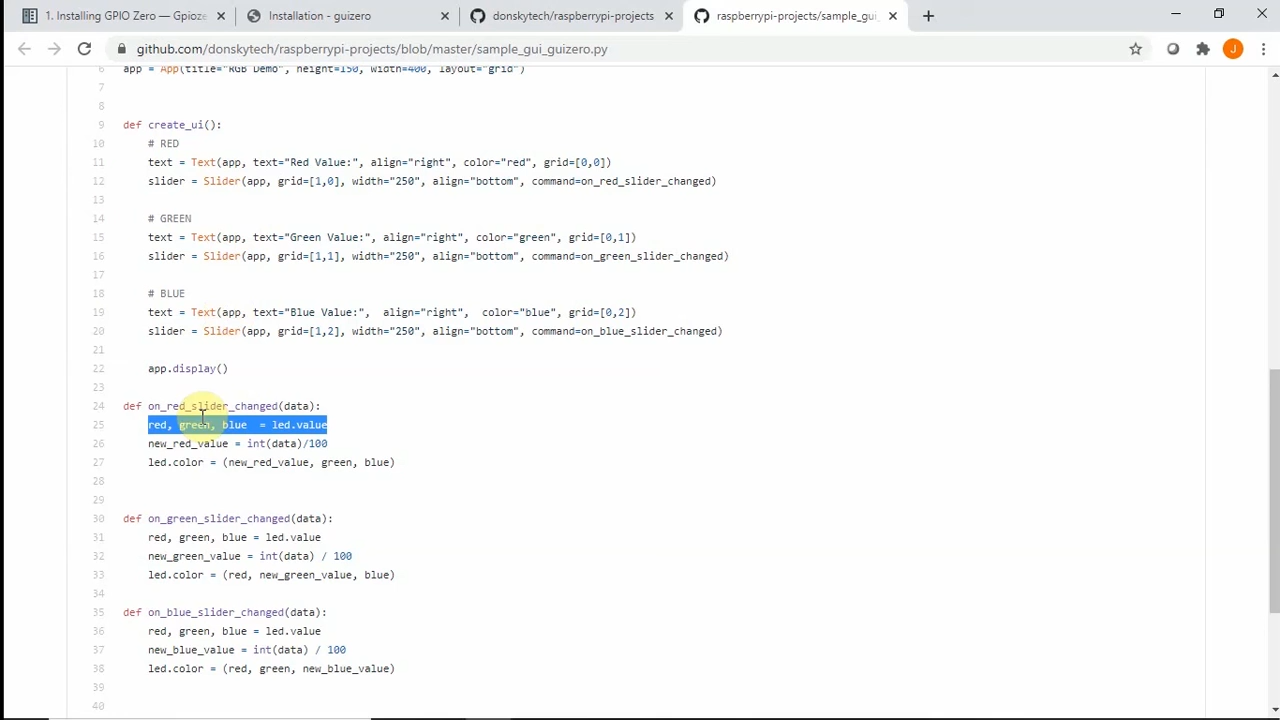 1. Installing GPIO Zero — Gpioze
Installation - guizero
donskytech/raspberrypi-projects
raspberrypi-projects/sample_gui_
github.com/donskytech/raspberrypi-projects/blob/master/sample_gui_guizero.py
J
6 app = App(title="RGB Demo", height=150, width=400, layout="grid")
7
8
9 def create_ui():
10 # RED
11 text = Text(app, text="Red Value:", align="right", color="red", grid=[0,0])
12 slider = Slider(app, grid=[1,0], width="250", align="bottom", command=on_red_slider_changed)
13
14 # GREEN
15 text = Text(app, text="Green Value:", align="right", color="green", grid=[0,1])
16 slider = Slider(app, grid=[1,1], width="250", align="bottom", command=on_green_slider_changed)
17
18 # BLUE
19 text = Text(app, text="Blue Value:",  align="right",  color="blue", grid=[0,2])
20 slider = Slider(app, grid=[1,2], width="250", align="bottom", command=on_blue_slider_changed)
21
22 app.display()
23
24 def on_red_slider_changed(data):
25 red, green, blue  = led.value
26 new_red_value = int(data)/100
27 led.color = (new_red_value, green, blue)
28
29
30 def on_green_slider_changed(data):
31 red, green, blue = led.value
32 new_green_value = int(data) / 100
33 led.color = (red, new_green_value, blue)
34
35 def on_blue_slider_changed(data):
36 red, green, blue = led.value
37 new_blue_value = int(data) / 100
38 led.color = (red, green, new_blue_value)
39
40